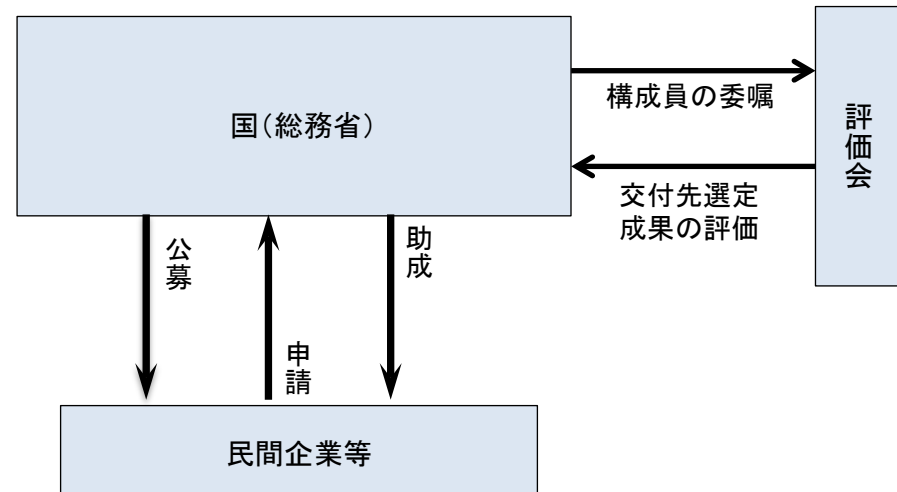 国（総務省）
構成員の委嘱
評価会
交付先選定
成果の評価
公募
申請
助成
民間企業等